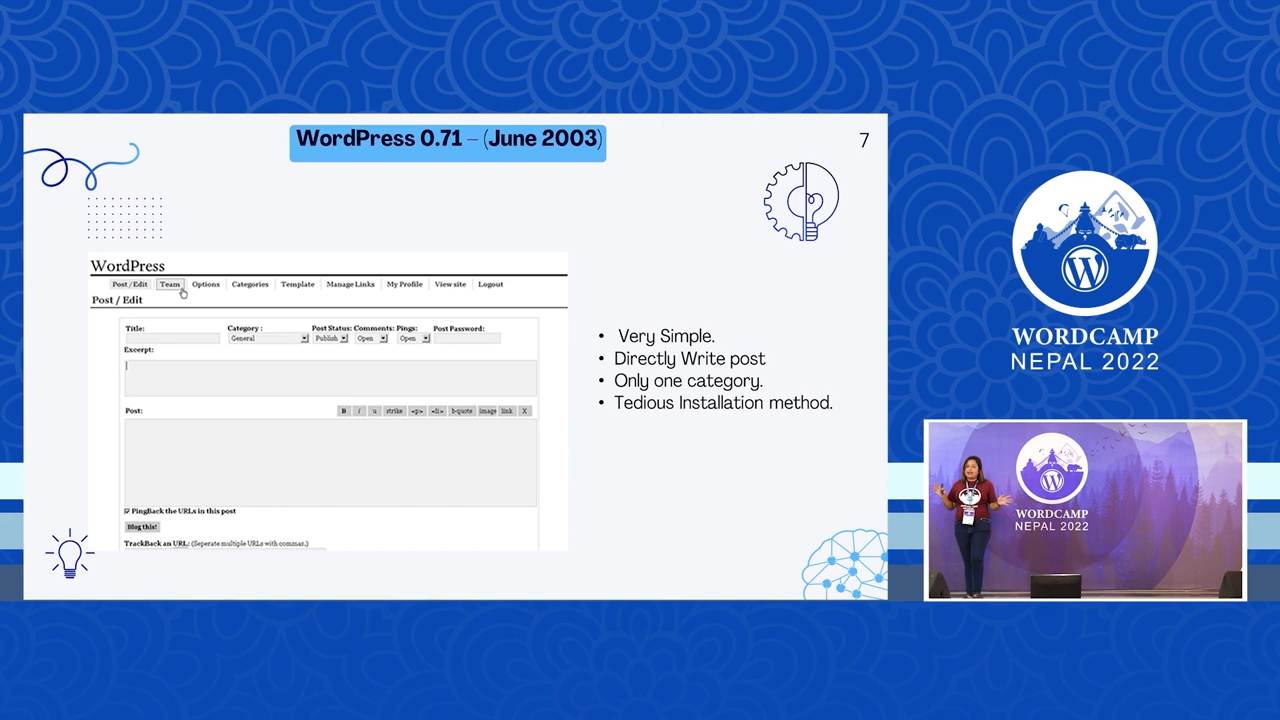 WordPress 0.71 – (June 2003)
7
WordPress
Post / Edit Team Options Categories Template Manage Links My Profile View site Logout
Post / Edit
Title: Category : Post Status: Comments: Pings: Post Password:
General Publish Open Open
Excerpt:
Post: B i u strike <p> <li> b-quote image link X
PingBack the URLs in this post
Blog this!
TrackBack an URL: (Seperate multiple URLs with commas.)
• Very Simple.
• Directly Write post
• Only one category.
• Tedious Installation method.
WORDCAMP
NEPAL 2022
WORDCAMP
NEPAL 2022